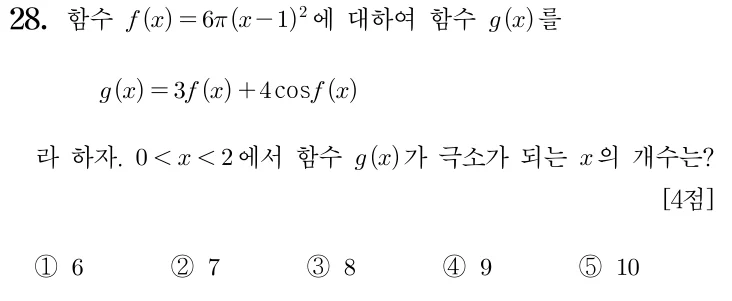 28. 함수 f(x)=6π(x-1)²에 대하여 함수 g(x)를
g(x)=3f(x)+4cosf(x)
라 하자. 0<x<2에서 함수 g(x)가 극소가 되는 x의 개수는?
[4점]
① 6 ② 7 ③ 8 ④ 9 ⑤ 10